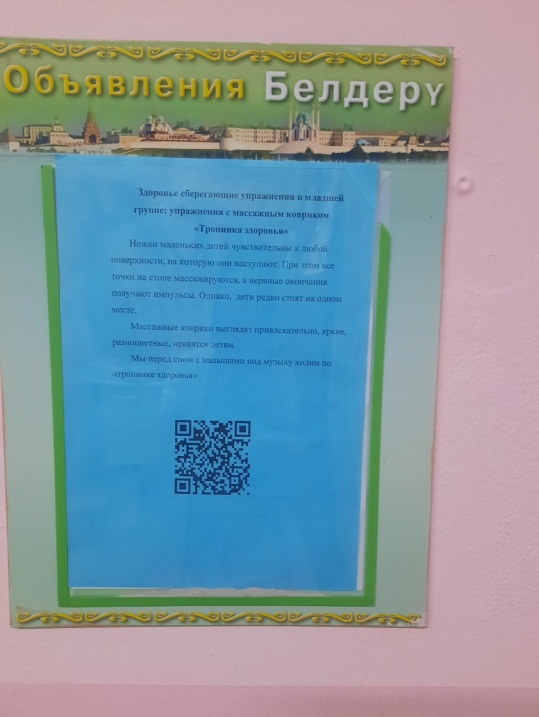 Объявления Белдерү
Здоровье сберегающие упражнения в младшей
группе: упражнения с массажным ковриком
«Тропинка здоровья»
Ножки маленьких детей чувствительны к любой
поверхности, на которую они наступают. При этом все
точки на стопе массажируются, а нервные окончания
получают импульсы. Однако, дети редко стоят на одном
месте.
Массажные коврики выглядят привлекательно, яркие,
разноцветные, нравятся детям.
Мы перед сном с малышами под музыку ходим по
«тропинке здоровья»